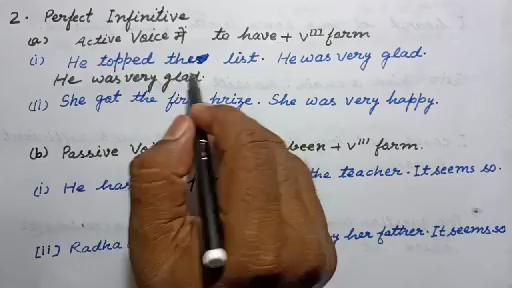 2. Perfect Infinitive
(a) Active Voice में to have + vIII form
(i) He topped the list. He was very glad.
He was very glad.
(ii) She got the prize. She was very happy.
(b) Passive been + vIII form.
(i) He has the teacher. It seems so.
[ii] Radha her father. It seems so